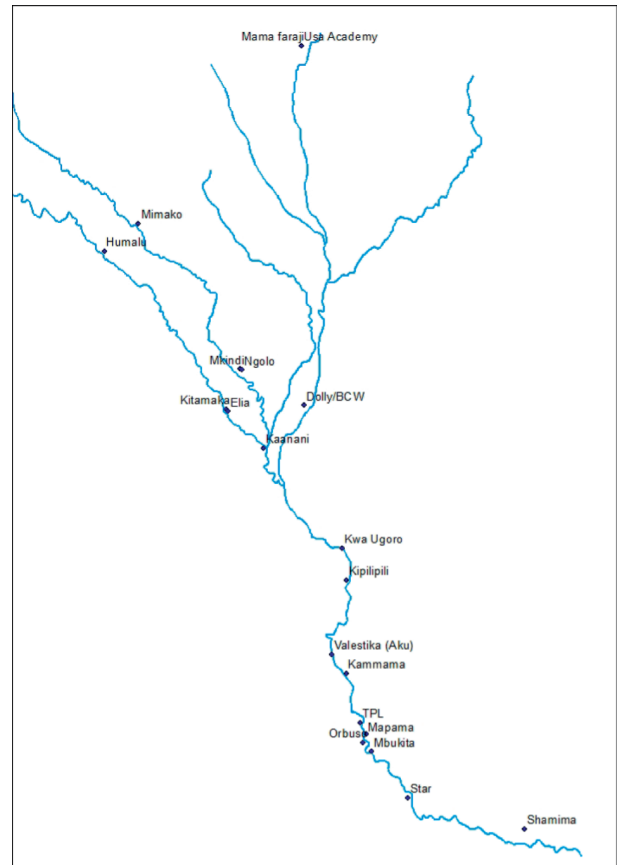 Mama farajiUsa Academy
Mimako
Humalu
MkindiNgolo
Kitamaka Elia
Dolly/BCW
Kaanani
Kwa Ugoro
Kipilipili
Valestika (Aku)
Kammama
TPL
Mapama
Orbuso
Mbukita
Star
Shamima